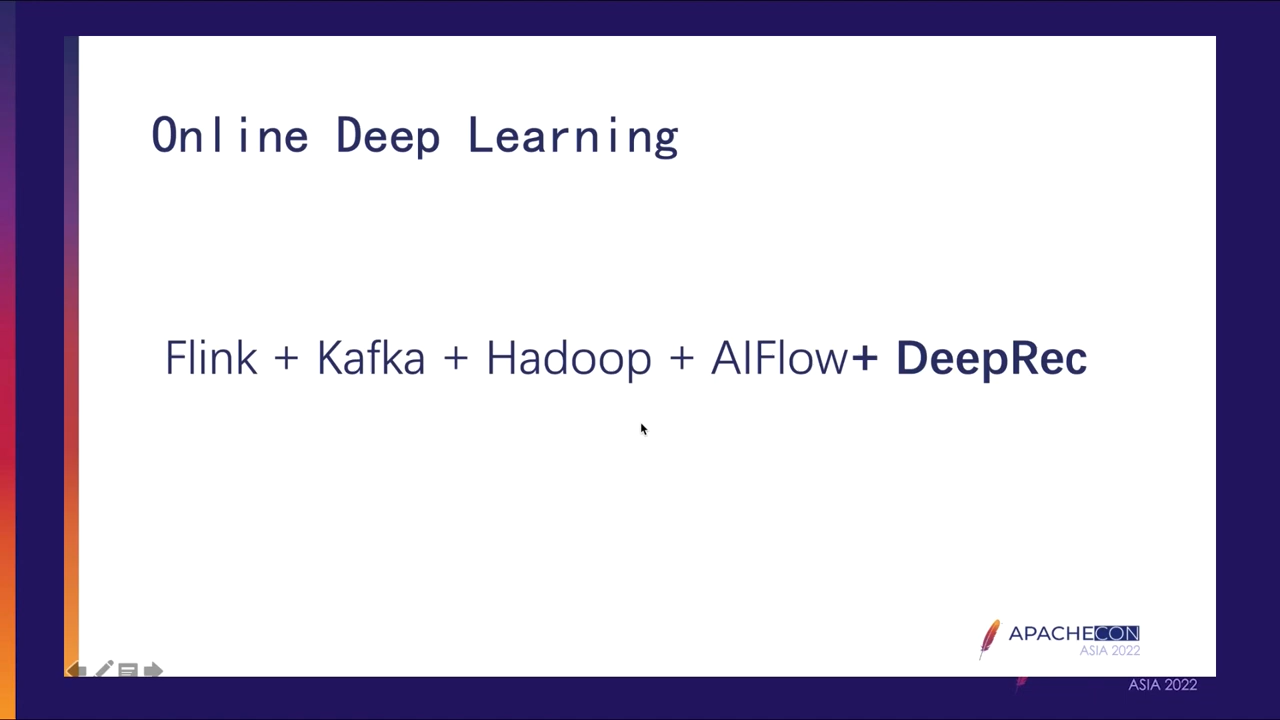 Online Deep Learning
Flink + Kafka + Hadoop + AIFlow+ DeepRec
APACHECON
ASIA 2022
ASIA 2022